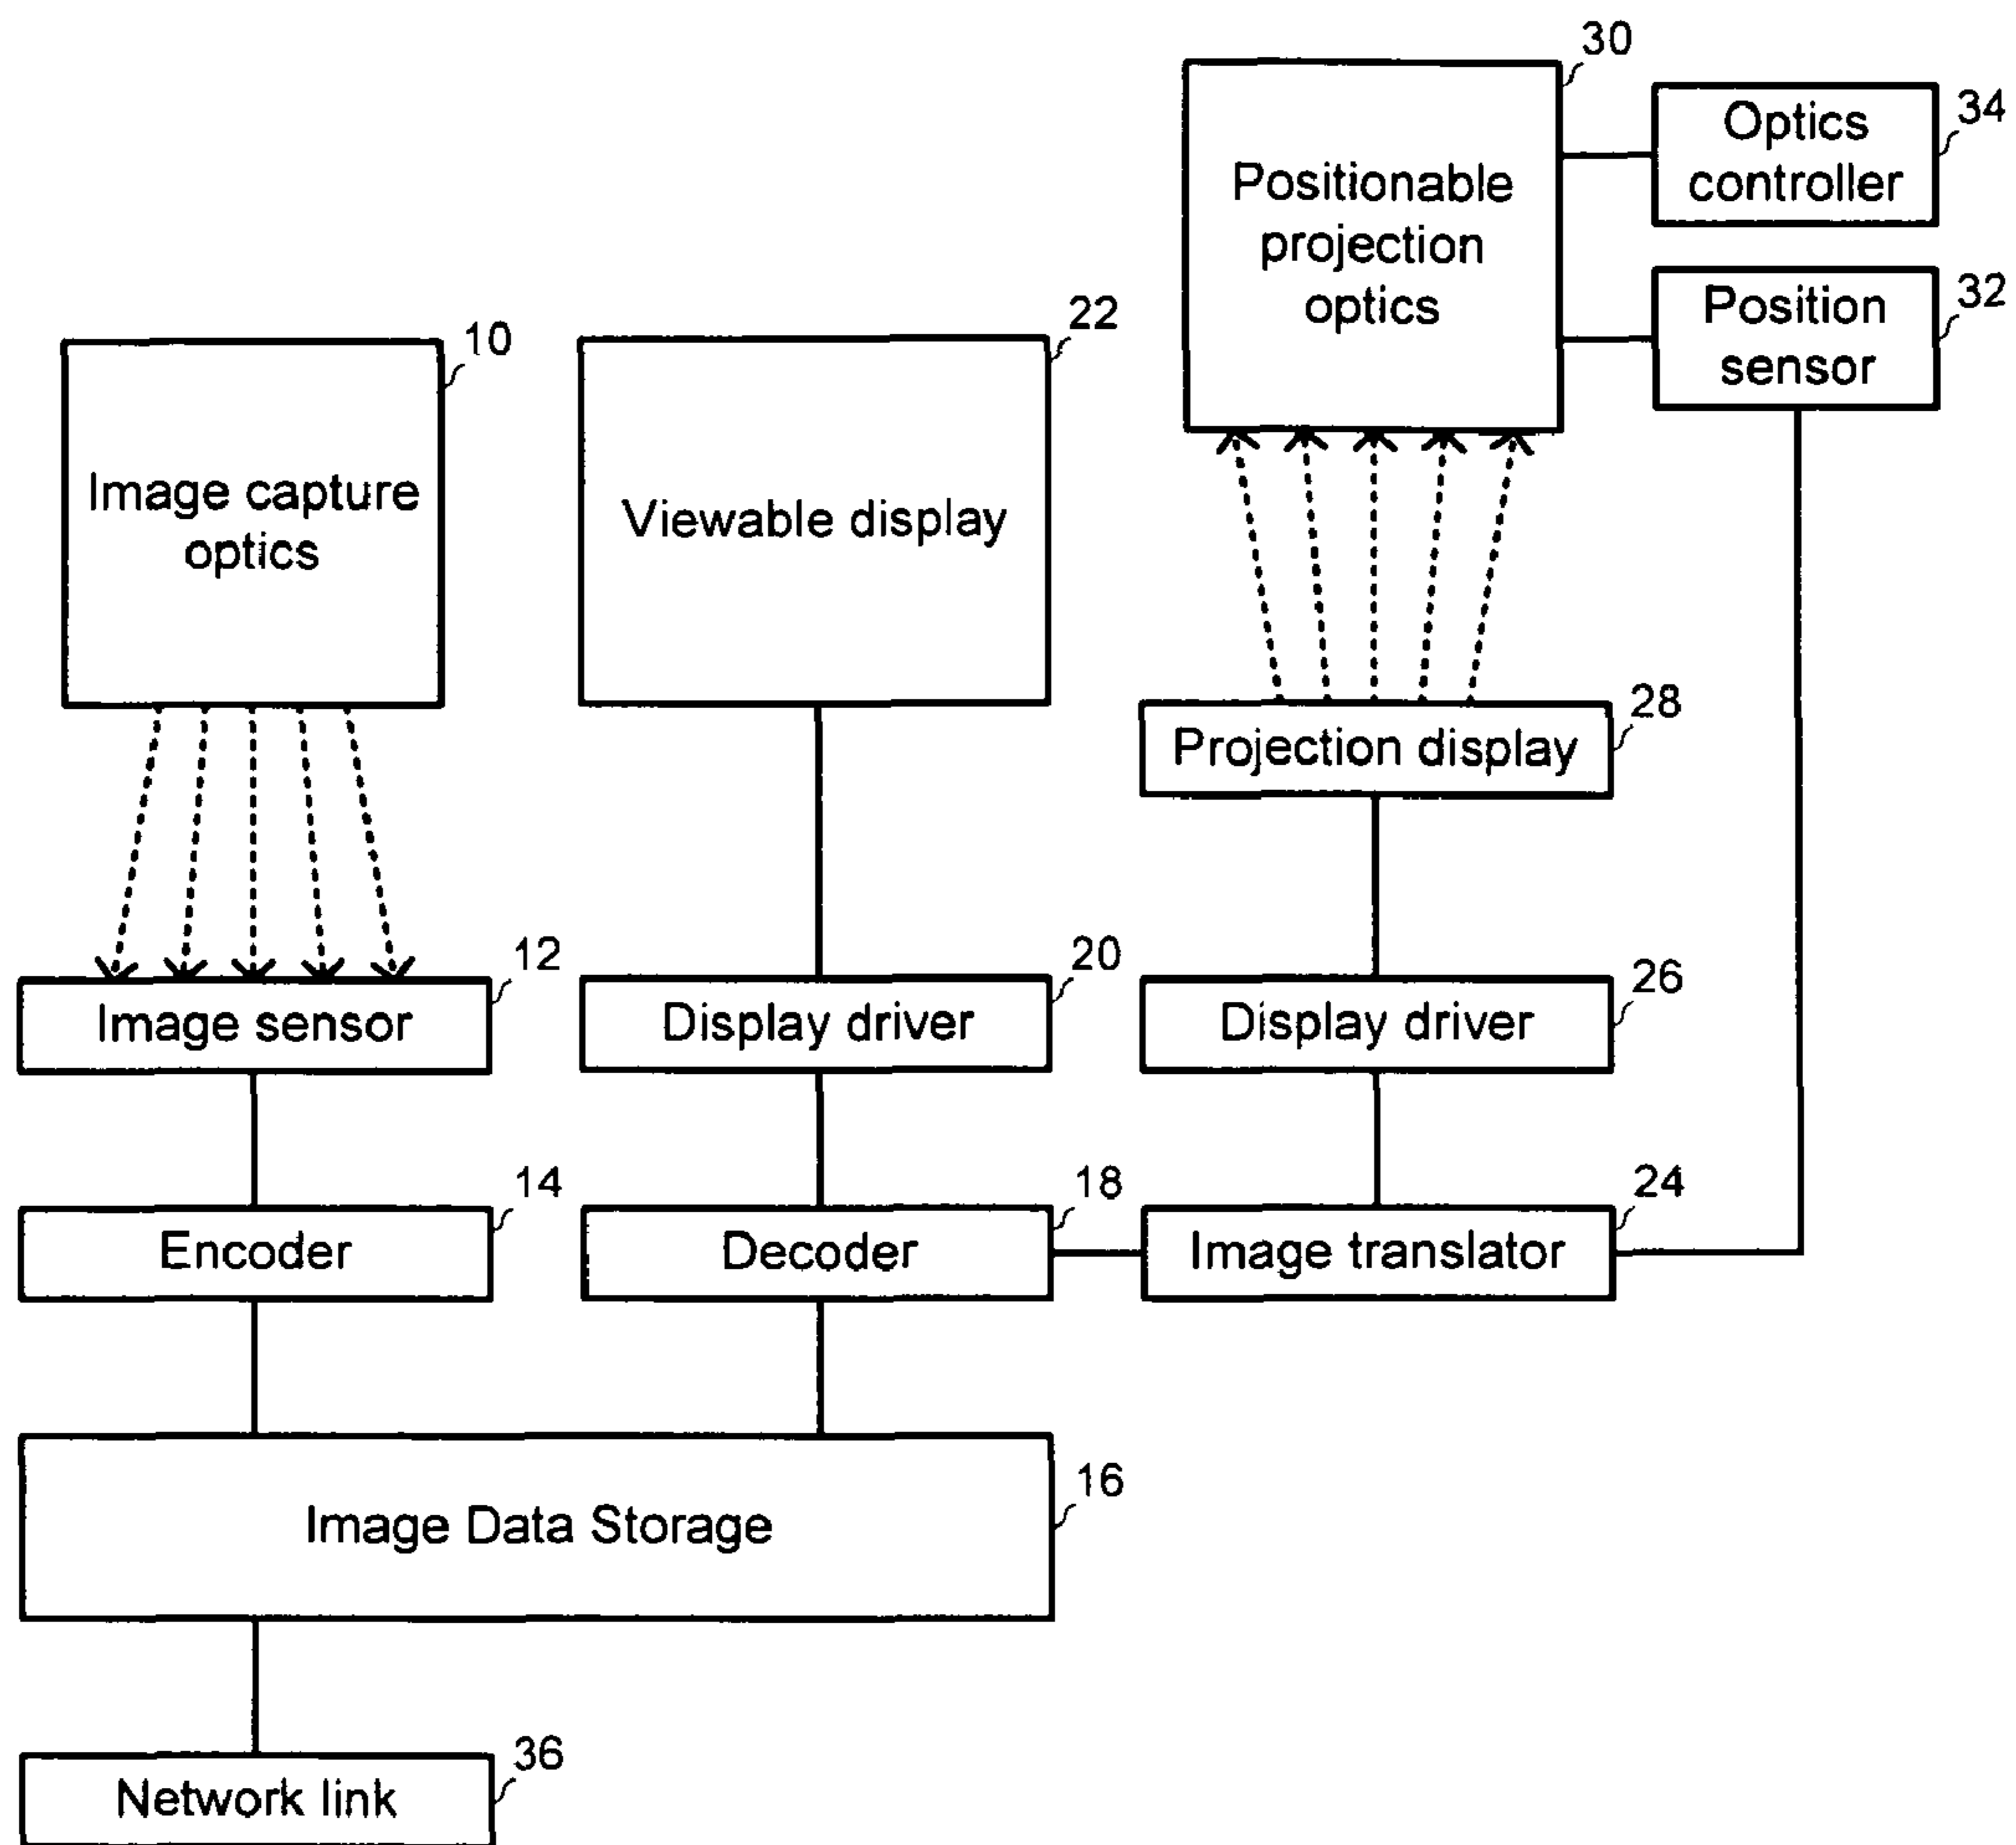 30
Optics
controller
34
Positionable
projection
optics
Position
sensor
32
10
Image capture
optics
22
Viewable display
28
Projection display
12
Image sensor
20
Display driver
26
Display driver
14
Encoder
18
Decoder
24
Image translator
16
Image Data Storage
36
Network link